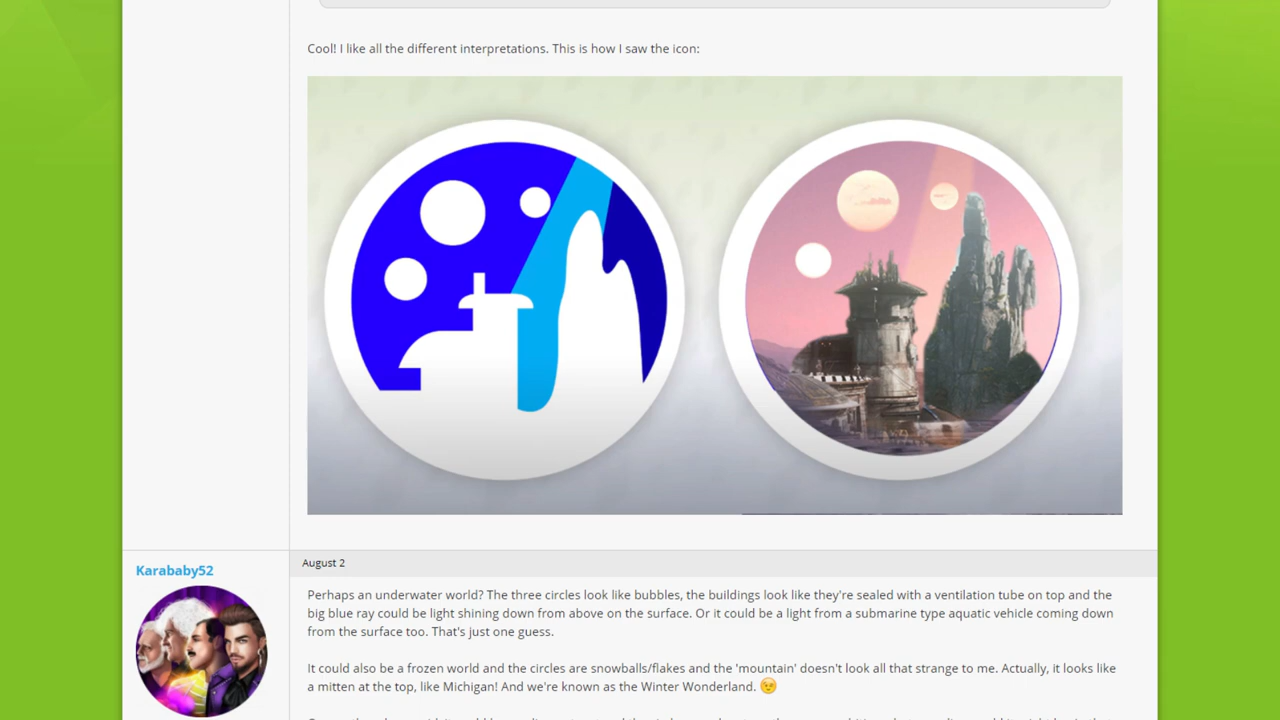 Cool! I like all the different interpretations. This is how I saw the icon:
Karababy52
August 2
Perhaps an underwater world? The three circles look like bubbles, the buildings look like they're sealed with a ventilation tube on top and the
big blue ray could be light shining down from above on the surface. Or it could be a light from a submarine type aquatic vehicle coming down
from the surface too. That's just one guess.
It could also be a frozen world and the circles are snowballs/flakes and the 'mountain' doesn't look all that strange to me. Actually, it looks like
a mitten at the top, like Michigan! And we're known as the Winter Wonderland.